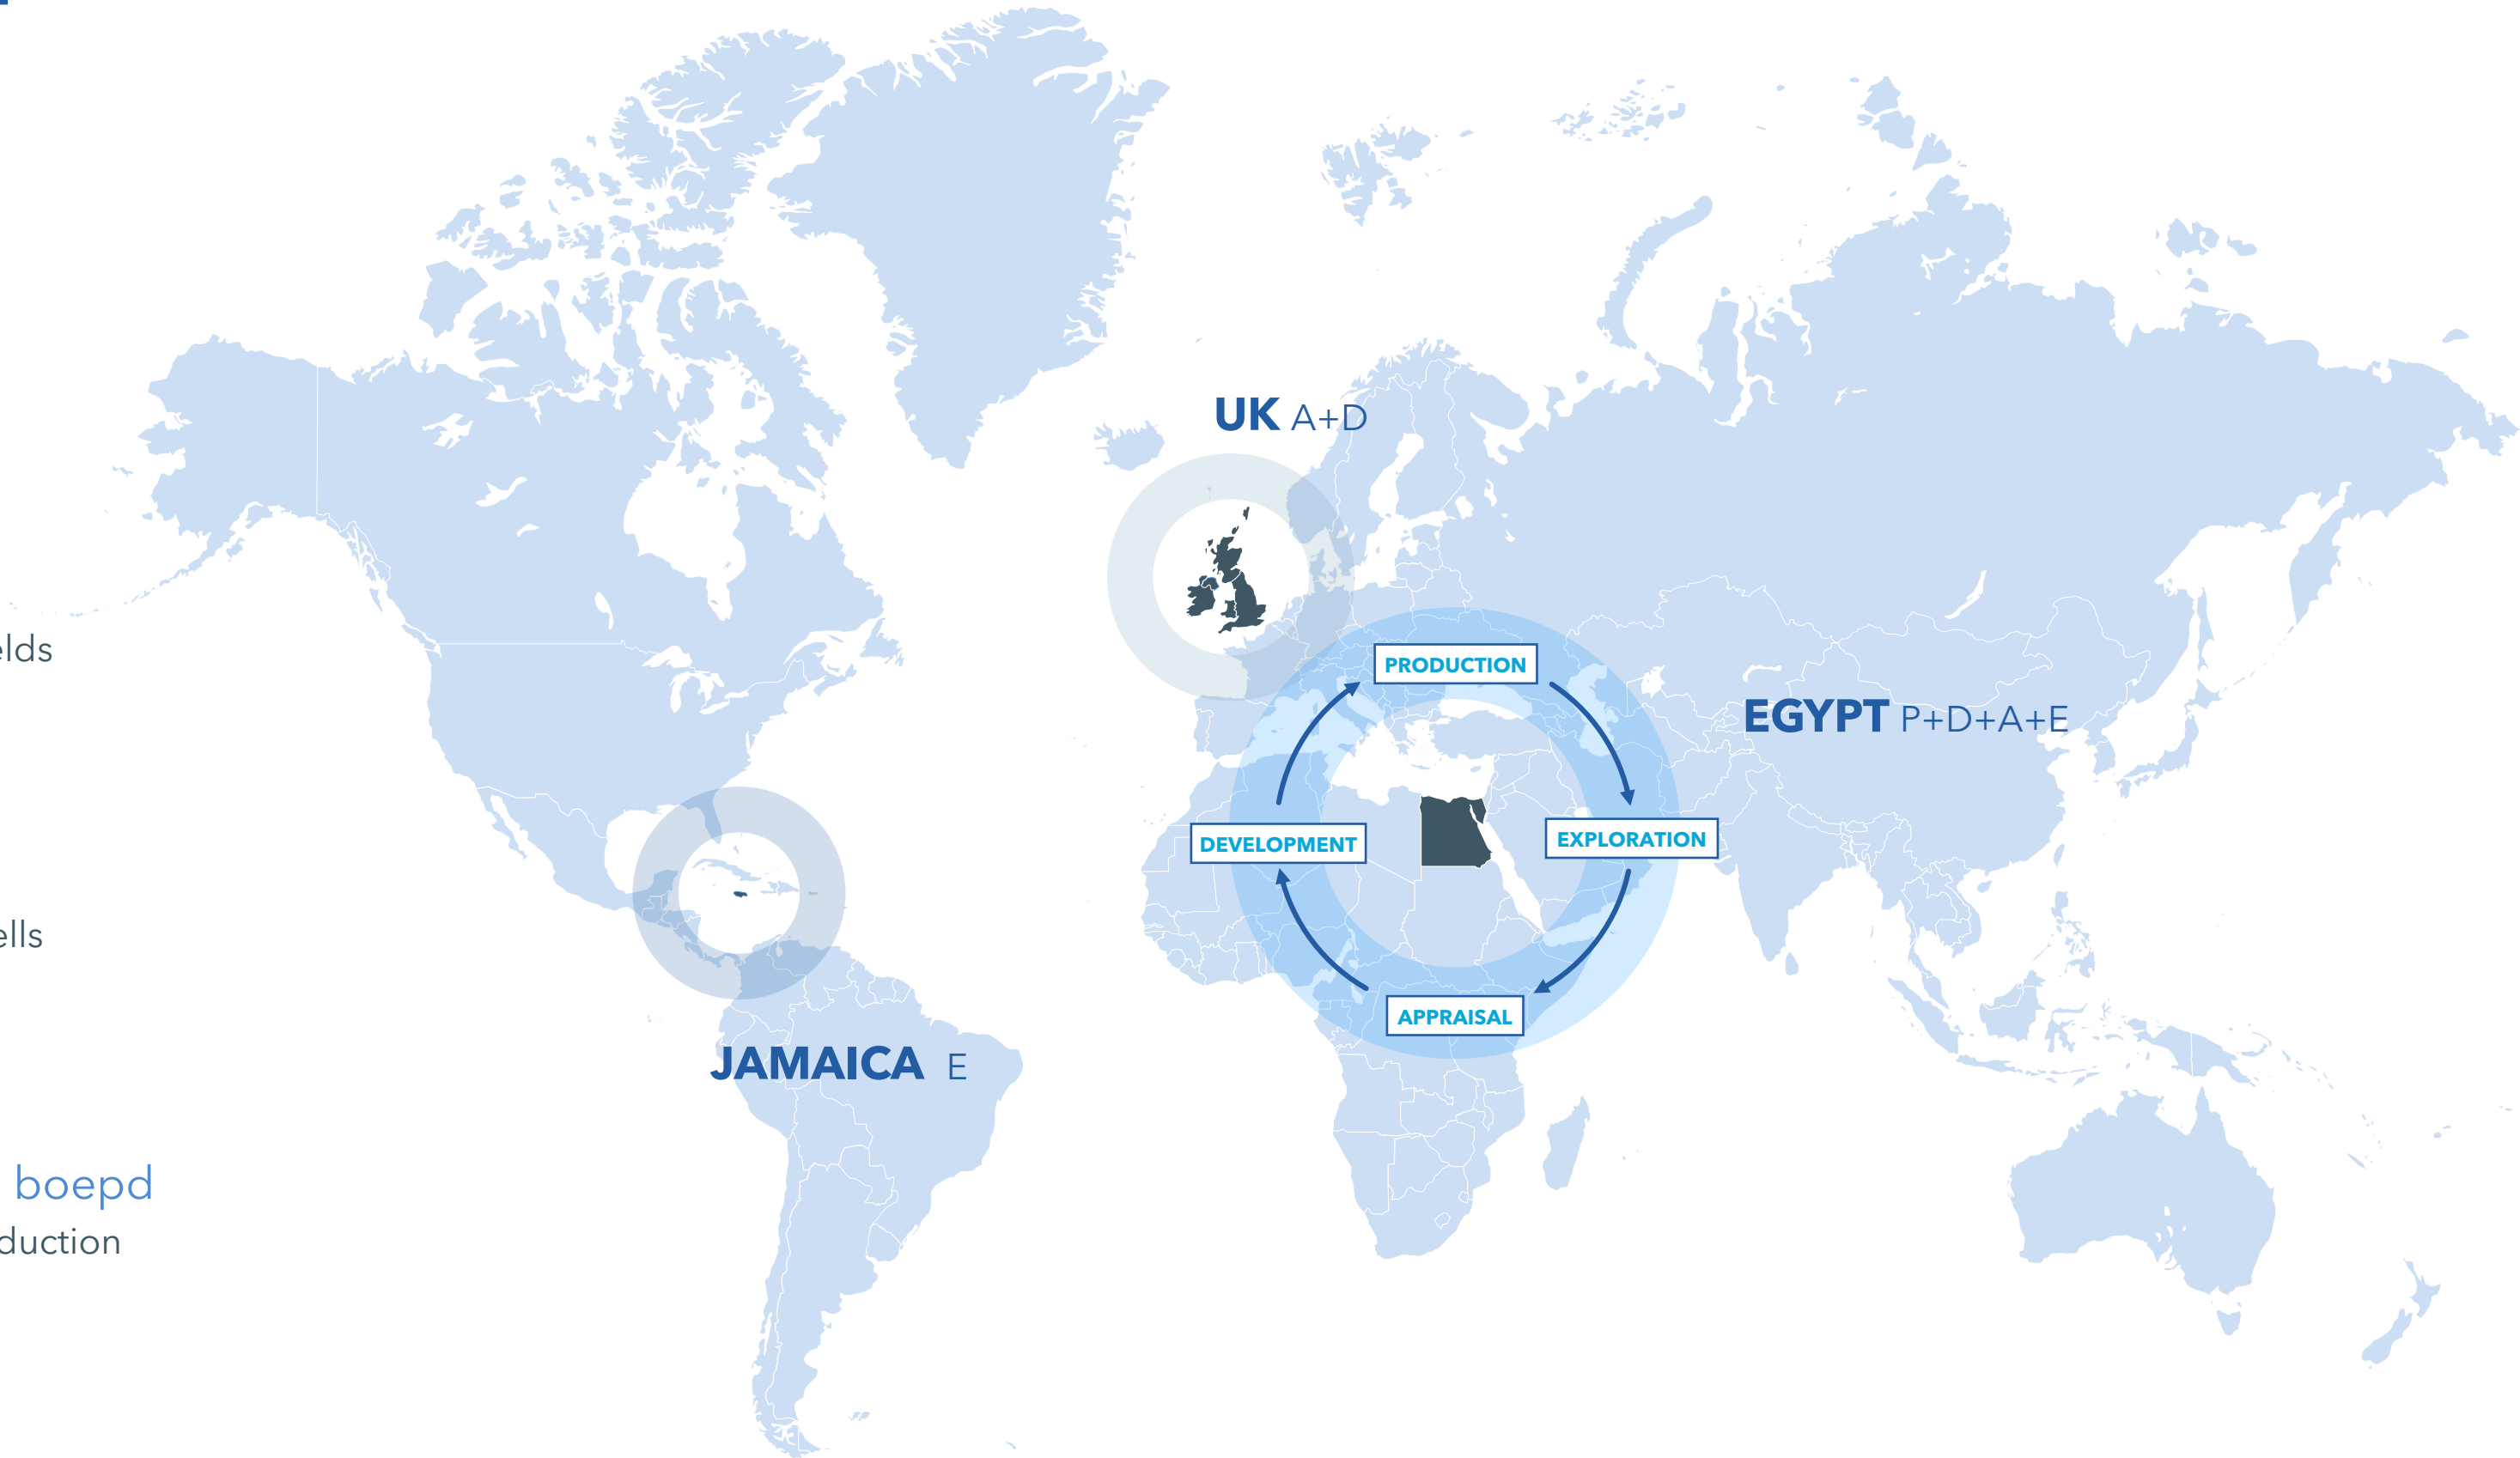 UK A+D
elds
PRODUCTION
EGYPT P+D+A+E
DEVELOPMENT
EXPLORATION
ells
APPRAISAL
JAMAICA E
boepd
duction